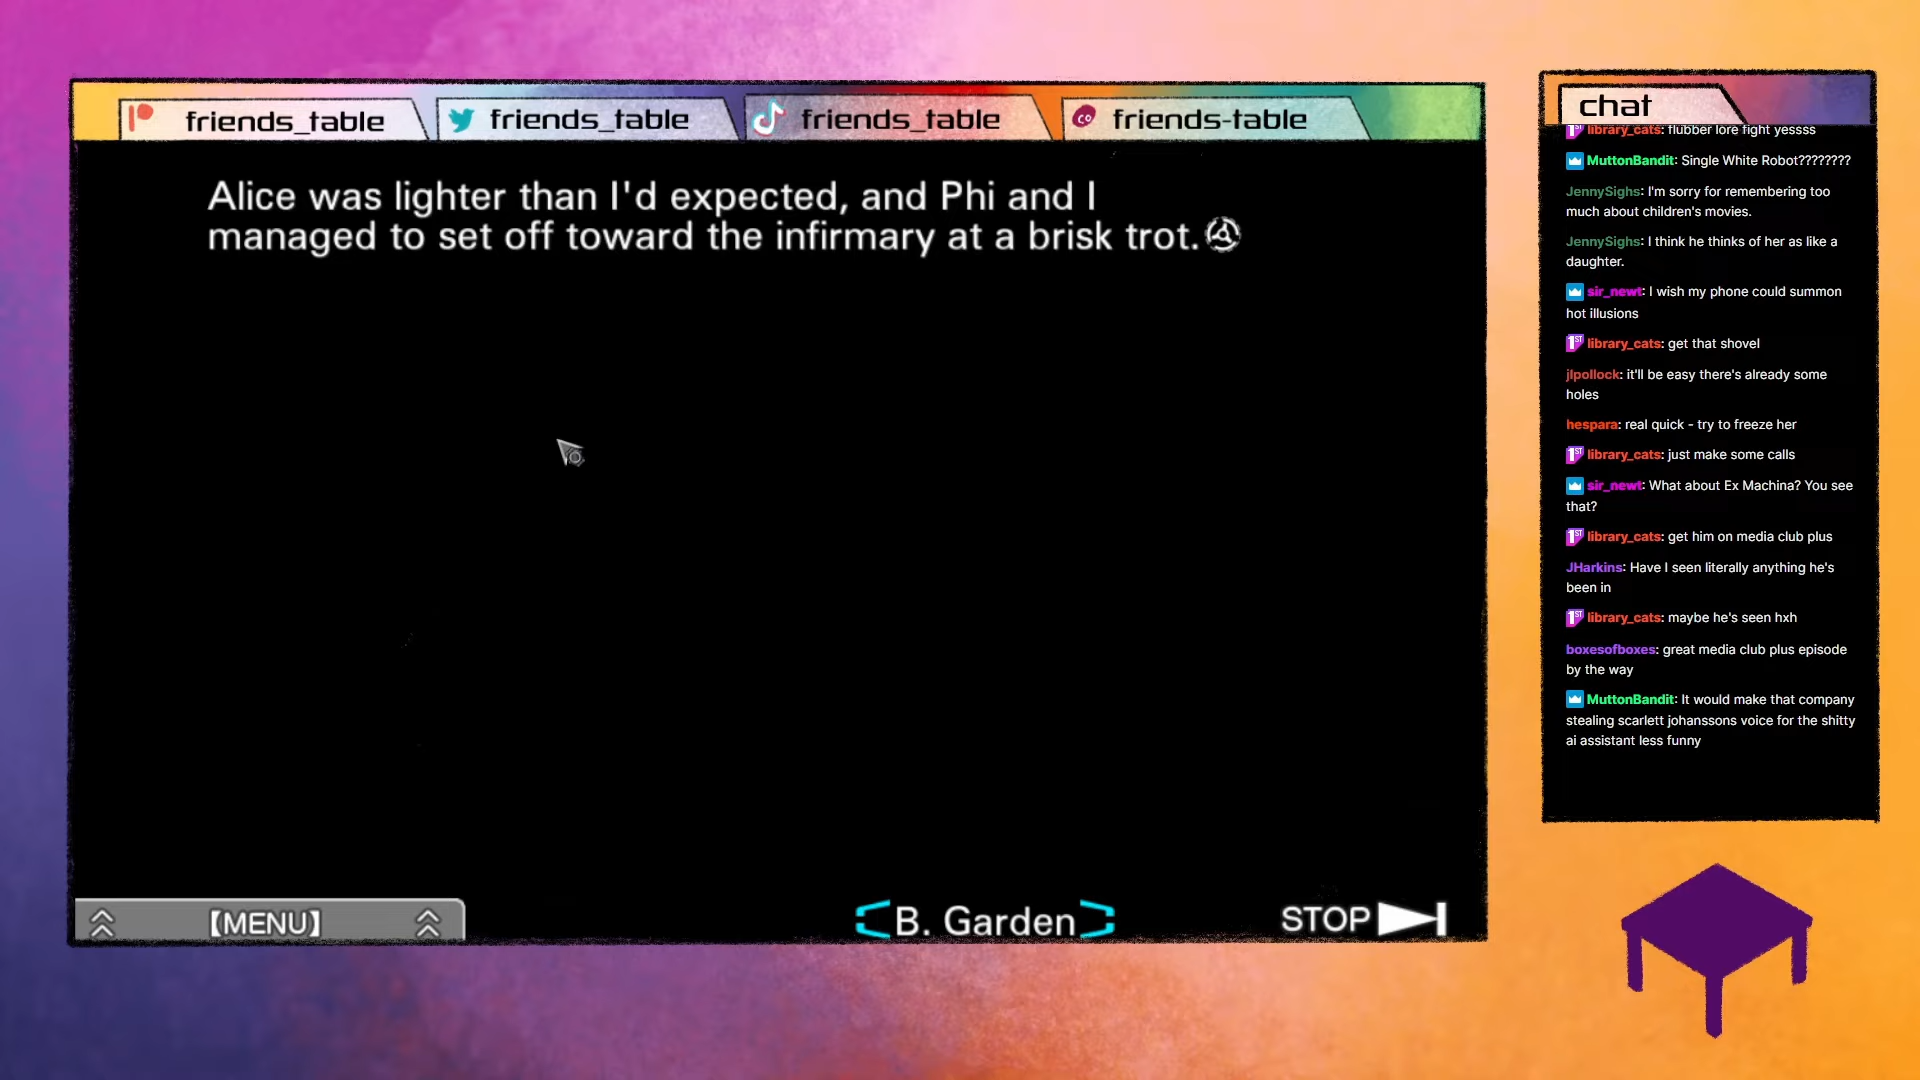 friends_table
friends_table
friends_table
friends-table
Alice was lighter than I'd expected, and Phi and I
managed to set off toward the infirmary at a brisk trot.
【MENU】
B. Garden
STOP
chat
library_cats: flubber lore fight yessss
MuttonBandit: Single White Robot????????
JennySighs: I'm sorry for remembering too
much about children's movies.
JennySighs: I think he thinks of her as like a
daughter.
sir_newt: I wish my phone could summon
hot illusions
library_cats: get that shovel
jlpollock: it'll be easy there's already some
holes
hespara: real quick - try to freeze her
library_cats: just make some calls
sir_newt: What about Ex Machina? You see
that?
library_cats: get him on media club plus
JHarkins: Have I seen literally anything he's
been in
library_cats: maybe he's seen hxh
boxesofboxes: great media club plus episode
by the way
MuttonBandit: It would make that company
stealing scarlett johanssons voice for the shitty
ai assistant less funny